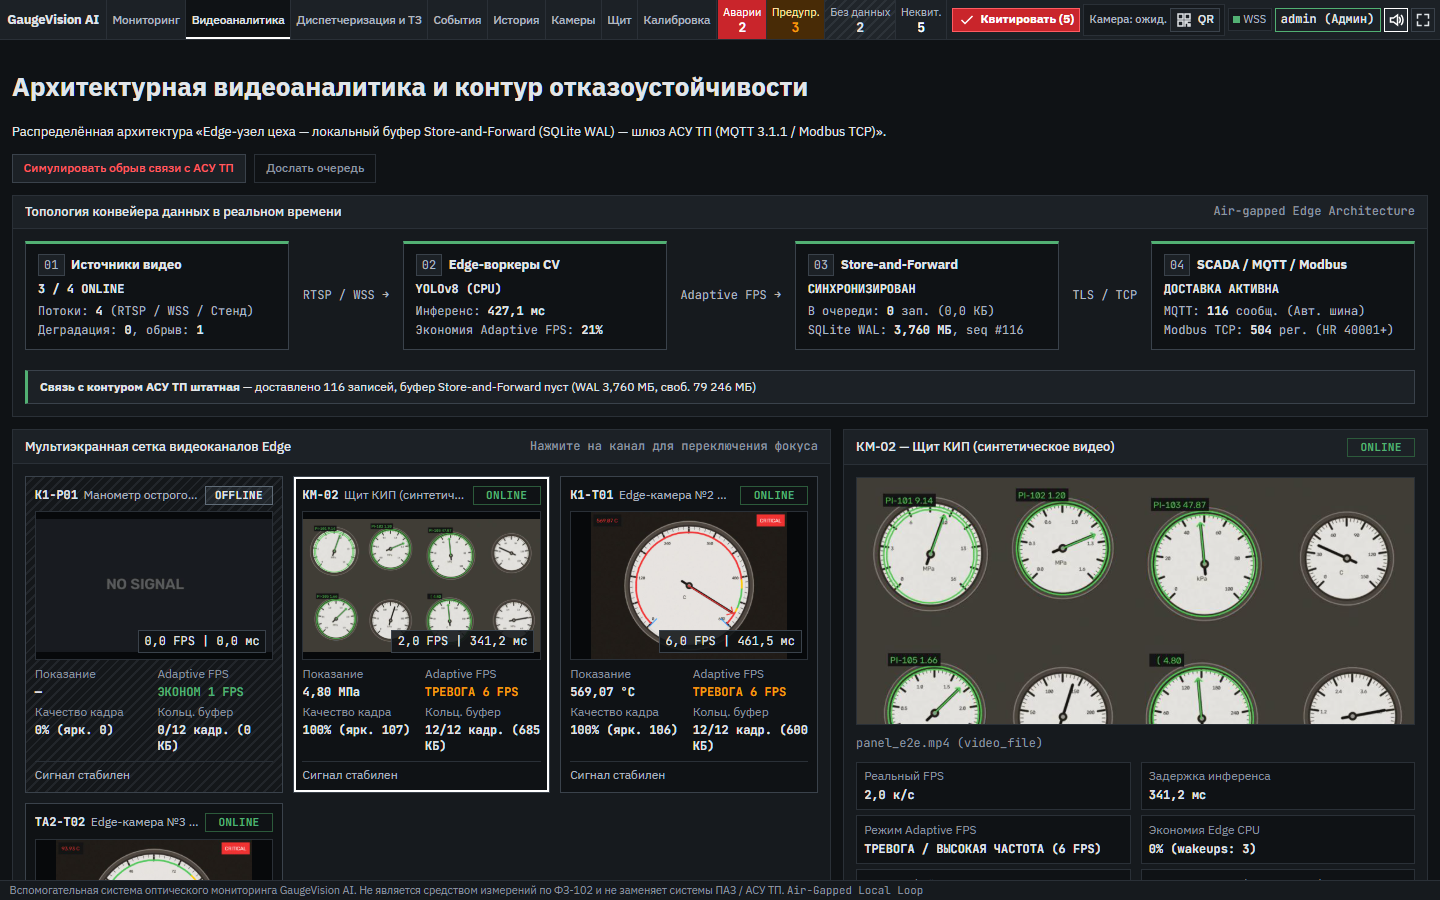 GaugeVision AI
Мониторинг
Видеоаналитика
Диспетчеризация и ТЗ
События
История
Камеры
Щит
Калибровка
Аварии
2
Предупр.
3
Без данных
2
Неквит.
5
Квитировать (5)
Камера: ожид.
QR
WSS
admin (Админ)
Архитектурная видеоаналитика и контур отказоустойчивости
Распределённая архитектура «Edge-узел цеха — локальный буфер Store-and-Forward (SQLite WAL) — шлюз АСУ ТП (MQTT 3.1.1 / Modbus TCP)».
Симулировать обрыв связи с АСУ ТП
Дослать очередь
Топология конвейера данных в реальном времени
Air-gapped Edge Architecture
01 Источники видео
3 / 4 ONLINE
Потоки: 4 (RTSP / WSS / Стенд)
Деградация: 0, обрыв: 1
RTSP / WSS →
02 Edge-воркеры CV
YOLOv8 (CPU)
Инференс: 427,1 мс
Экономия Adaptive FPS: 21%
Adaptive FPS →
03 Store-and-Forward
СИНХРОНИЗИРОВАН
В очереди: 0 зап. (0,0 КБ)
SQLite WAL: 3,760 МБ, seq #116
TLS / TCP
04 SCADA / MQTT / Modbus
ДОСТАВКА АКТИВНА
MQTT: 116 сообщ. (Авт. шина)
Modbus TCP: 504 рег. (HR 40001+)
Связь с контуром АСУ ТП штатная — доставлено 116 записей, буфер Store-and-Forward пуст (WAL 3,760 МБ, своб. 79 246 МБ)
Мультиэкранная сетка видеоканалов Edge
Нажмите на канал для переключения фокуса
К1-Р01 Манометр острого...
OFFLINE
NO SIGNAL
0,0 FPS | 0,0 мс
Показание
—
Adaptive FPS
ЭКОНОМ 1 FPS
Качество кадра
0% (ярк. 0)
Кольц. буфер
0/12 кадр. (0 КБ)
Сигнал стабилен
КМ-02 Щит КИП (синтетич...
ONLINE
2,0 FPS | 341,2 мс
Показание
4,80 МПа
Adaptive FPS
ТРЕВОГА 6 FPS
Качество кадра
100% (ярк. 107)
Кольц. буфер
12/12 кадр. (685 КБ)
Сигнал стабилен
К1-Т01 Edge-камера №2 ...
ONLINE
CRITICAL
6,0 FPS | 461,5 мс
Показание
569,07 °C
Adaptive FPS
ТРЕВОГА 6 FPS
Качество кадра
100% (ярк. 106)
Кольц. буфер
12/12 кадр. (600 КБ)
Сигнал стабилен
ТА2-Т02 Edge-камера №3 ...
ONLINE
CRITICAL
КМ-02 — Щит КИП (синтетическое видео)
ONLINE
PI-101 9.14
PI-102 1.20
PI-103 47.87
MPa
MPa
kPa
C
PI-105 1.66
( 4.80
panel_e2e.mp4 (video_file)
Реальный FPS
2,0 к/с
Задержка инференса
341,2 мс
Режим Adaptive FPS
ТРЕВОГА / ВЫСОКАЯ ЧАСТОТА (6 FPS)
Экономия Edge CPU
0% (wakeups: 3)
Вспомогательная система оптического мониторинга GaugeVision AI. Не является средством измерений по ФЗ-102 и не заменяет системы ПАЗ / АСУ ТП. Air-Gapped Local Loop